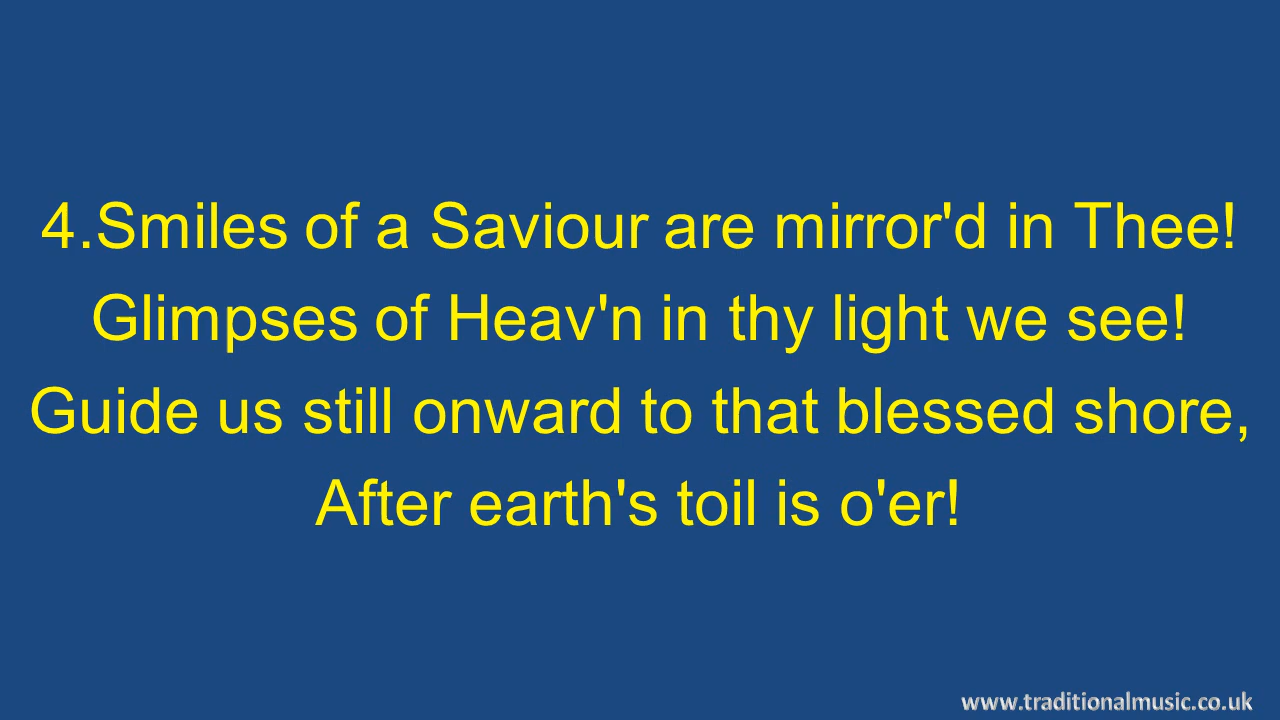 4.Smiles of a Saviour are mirror'd in Thee!
Glimpses of Heav'n in thy light we see!
Guide us still onward to that blessed shore,
After earth's toil is o'er!
www.traditionalmusic.co.uk